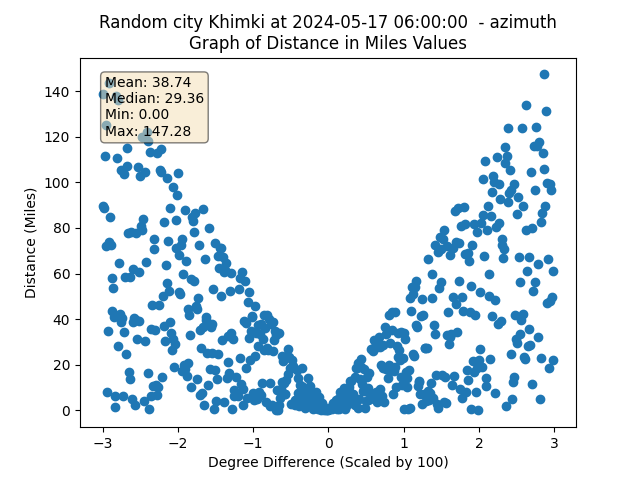 Random city Khimki at 2024-05-17 06:00:00  - azimuth
Graph of Distance in Miles Values
Mean: 38.74
Median: 29.36
Min: 0.00
Max: 147.28
Distance (Miles)
140
120
100
80
60
40
20
0
−3 −2 −1 0 1 2 3
Degree Difference (Scaled by 100)